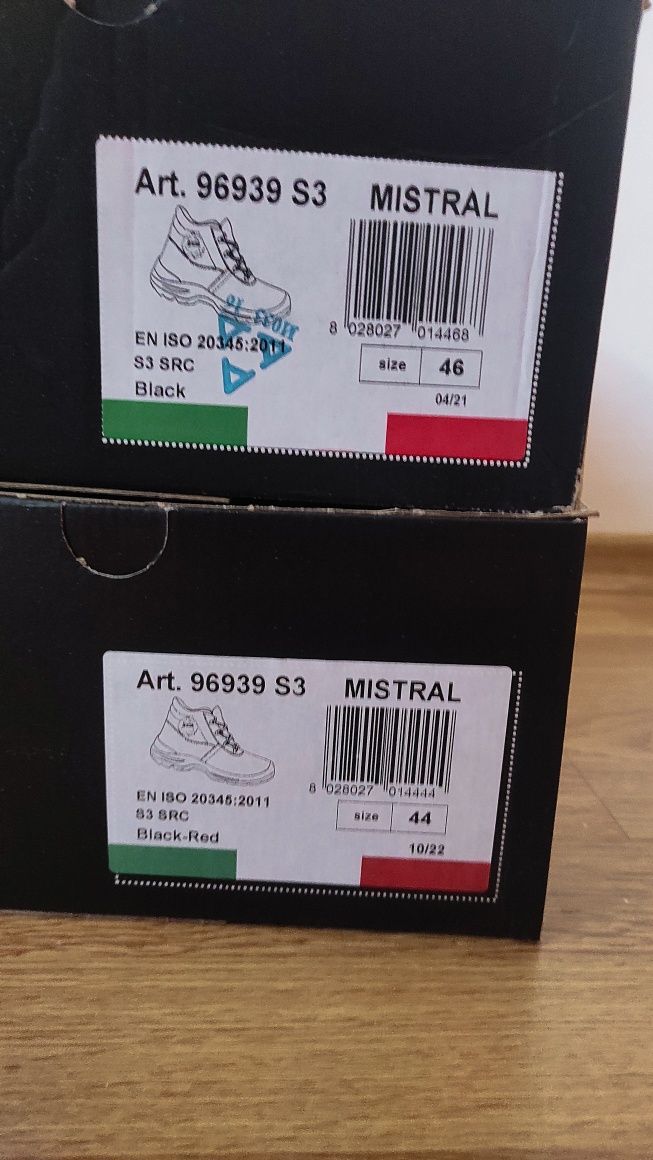 Art. 96939 S3
MISTRAL
8 028027 014468
EN ISO 20345:2011
S3 SRC
Black
size 46
04/21
Art. 96939 S3
MISTRAL
8 028027 014444
EN ISO 20345:2011
S3 SRC
Black-Red
size 44
10/22